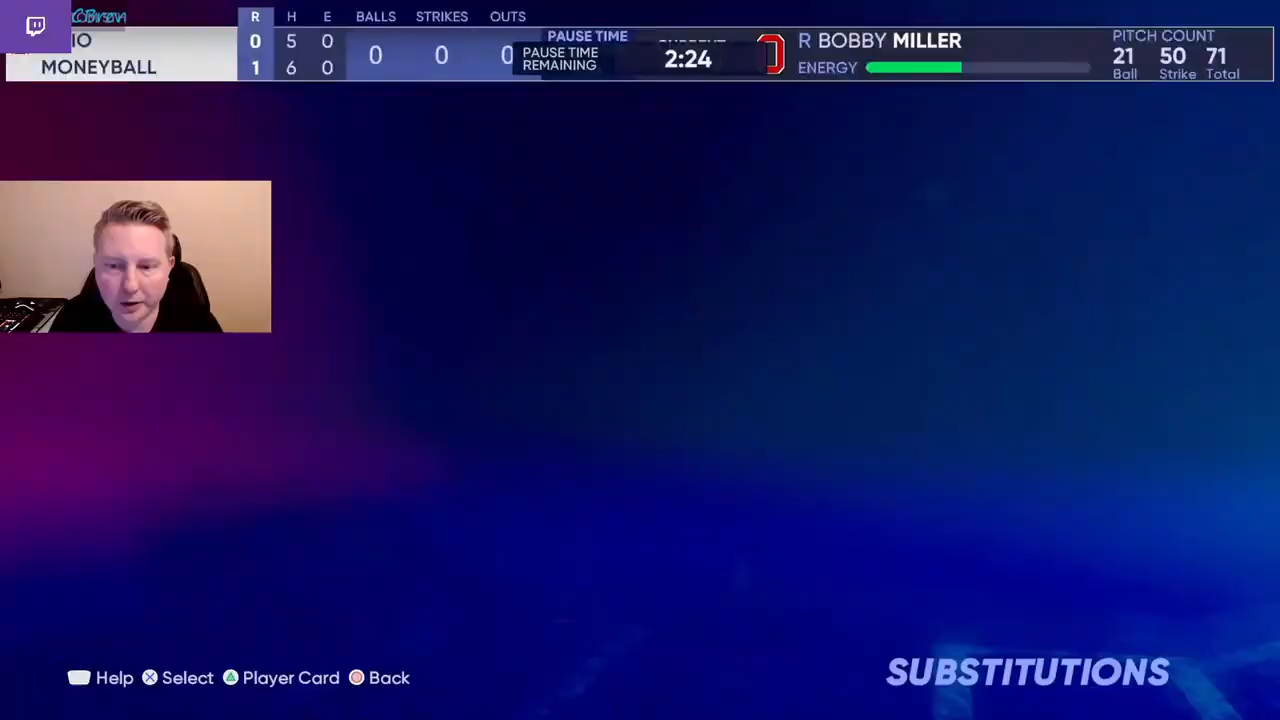 R H E BALLS STRIKES OUTS
IO 0 5 0
MONEYBALL 1 6 0
0 0 0
PAUSE TIME
PAUSE TIME
REMAINING
2:24
R BOBBY MILLER
ENERGY
PITCH COUNT
21 50 71
Ball Strike Total
Help Select Player Card Back
SUBSTITUTIONS